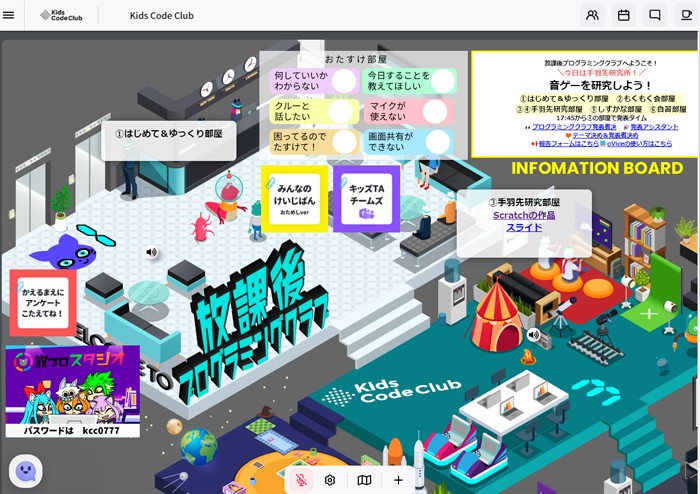 Kids
Code Club
Kids Code Club
おたすけ部屋
何していいか
わからない
今日することを
教えてほしい
クルーと
話したい
マイクが
使えない
困ってるので
たすけて!
画面共有が
できない
放課後プログラミングクラブへようこそ!
＼今日は手羽先研究所！／
音ゲーを研究しよう!
①はじめて&ゆっくり部屋 ②もくもく会部屋
③④手羽先研究部屋 ⑤しずかな部屋 ⑥自習部屋
17:45から③の部屋で発表タイム
プログラミングクラブ発表者決 発表アシスタント
テーマ決め&発表者決め
報告フォームはこちら oViceの使い方はこちら
INFOMATION BOARD
①はじめて&ゆっくり部屋
みんなの
けいじばん
おためしver
キッズTA
チームズ
③手羽先研究部屋
Scratchの作品
スライド
かえるまえに
アンケート
こたえてね!
放課後
プログラミングクラブ
放プロスタジオ
パスワードは kcc0777
Kids
Code Club